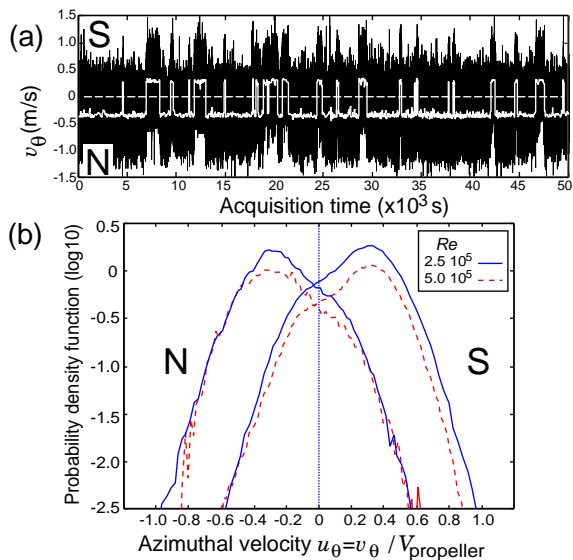 (a)
S
N
1.5
1.0
0.5
0
-0.5
-1.0
-1.5
vθ(m/s)
0 5 10 15 20 25 30 35 40 45 50
Acquisition time (x10³ s)
(b)
0.5
0
-0.5
-1.0
-1.5
-2.0
-2.5
Probability density function (log10)
Re
2.5 10⁵
5.0 10⁵
N
S
-1.0 -0.8 -0.6 -0.4 -0.2 0 0.2 0.4 0.6 0.8 1.0
Azimuthal velocity uθ=vθ /Vpropeller